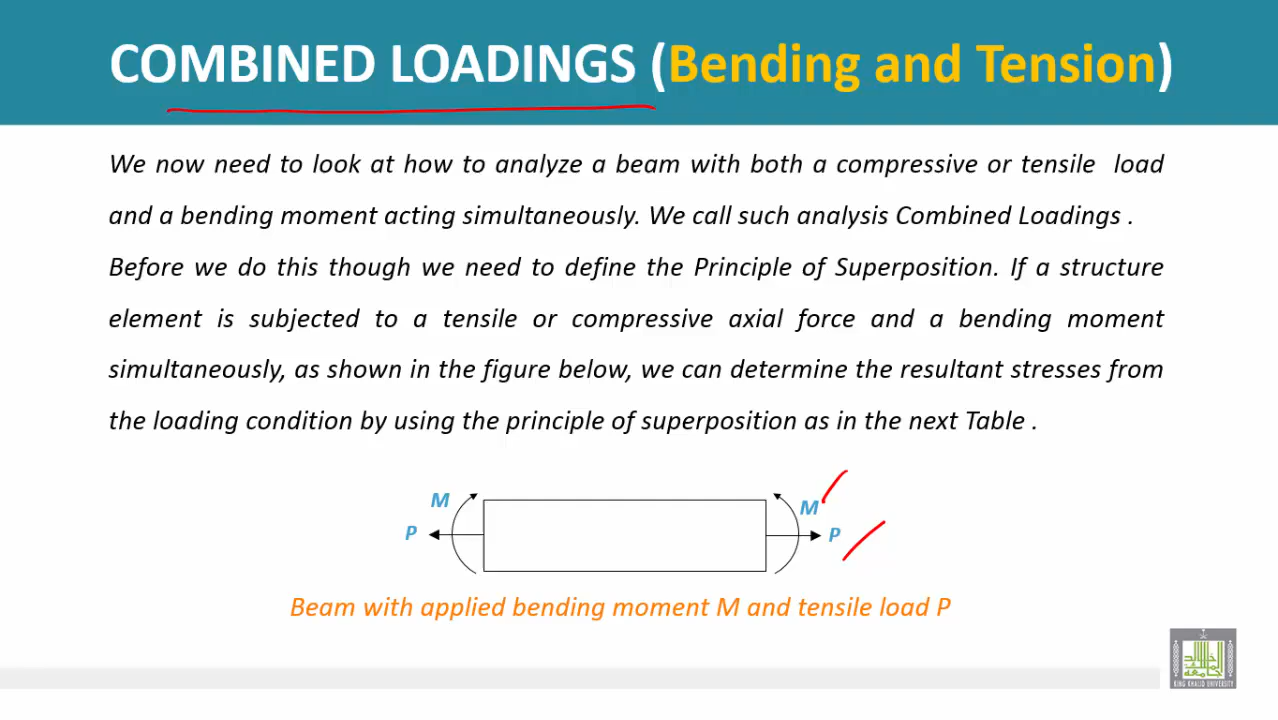 COMBINED LOADINGS (Bending and Tension)
We now need to look at how to analyze a beam with both a compressive or tensile load
and a bending moment acting simultaneously. We call such analysis Combined Loadings .
Before we do this though we need to define the Principle of Superposition. If a structure
element is subjected to a tensile or compressive axial force and a bending moment
simultaneously, as shown in the figure below, we can determine the resultant stresses from
the loading condition by using the principle of superposition as in the next Table .
M
M
P
P
Beam with applied bending moment M and tensile load P
KING KHALID UNIVERSITY